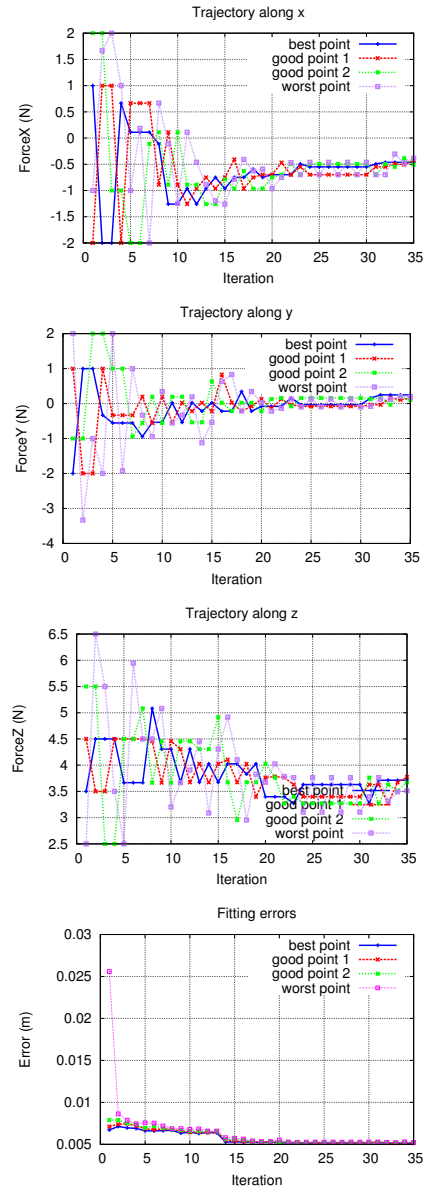 Trajectory along x
ForceX (N)
2
1.5
1
0.5
0
-0.5
-1
-1.5
-2
0 5 10 15 20 25 30 35
Iteration
best point
good point 1
good point 2
worst point
Trajectory along y
ForceY (N)
2
1
0
-1
-2
-3
-4
0 5 10 15 20 25 30 35
Iteration
best point
good point 1
good point 2
worst point
Trajectory along z
ForceZ (N)
6.5
6
5.5
5
4.5
4
3.5
3
2.5
0 5 10 15 20 25 30 35
Iteration
best point
good point 1
good point 2
worst point
Fitting errors
Error (m)
0.03
0.025
0.02
0.015
0.01
0.005
0 5 10 15 20 25 30 35
Iteration
best point
good point 1
good point 2
worst point